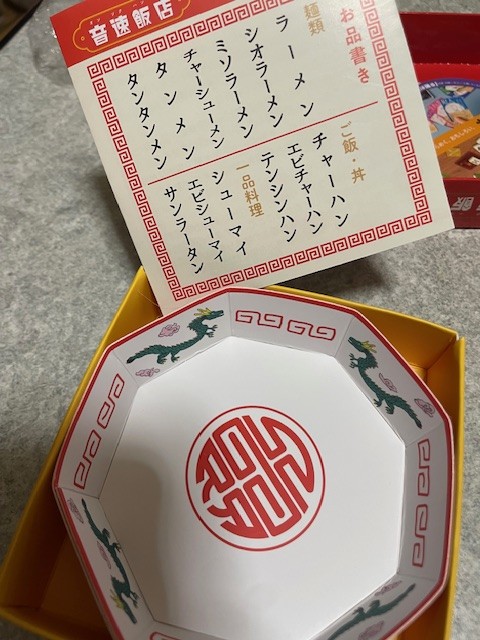 音速飯店
お品書き
麺類
ラーメン
シオラーメン
ミソラーメン
チャーシューメン
タンメン
タンタンメン
ご飯・丼
チャーハン
エビチャーハン
テンシンハン
一品料理
シューマイ
エビシューマイ
サンラータン